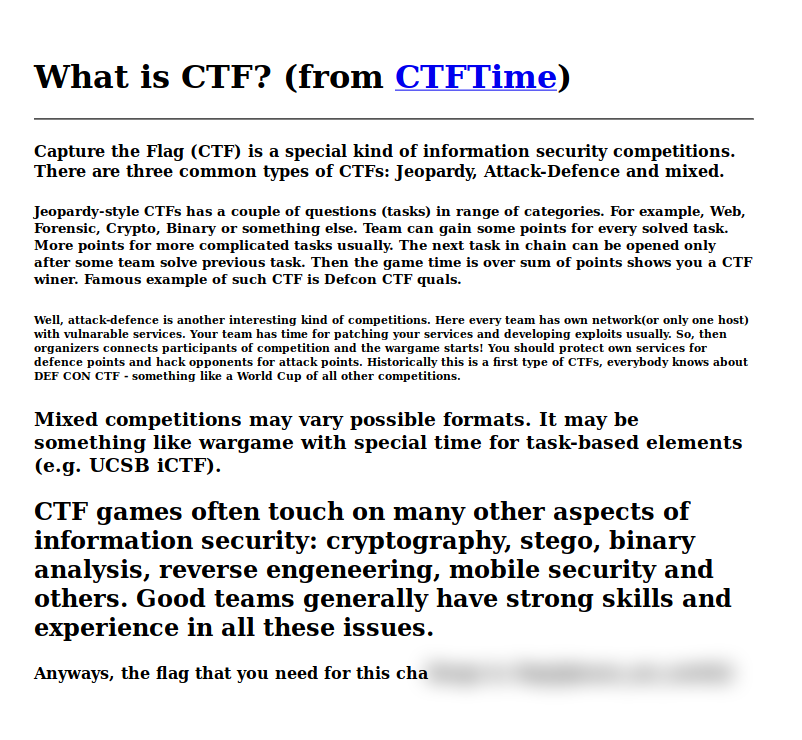 What is CTF? (from CTFTime)
Capture the Flag (CTF) is a special kind of information security competitions.
There are three common types of CTFs: Jeopardy, Attack-Defence and mixed.
Jeopardy-style CTFs has a couple of questions (tasks) in range of categories. For example, Web,
Forensic, Crypto, Binary or something else. Team can gain some points for every solved task.
More points for more complicated tasks usually. The next task in chain can be opened only
after some team solve previous task. Then the game time is over sum of points shows you a CTF
winer. Famous example of such CTF is Defcon CTF quals.
Well, attack-defence is another interesting kind of competitions. Here every team has own network(or only one host)
with vulnarable services. Your team has time for patching your services and developing exploits usually. So, then
organizers connects participants of competition and the wargame starts! You should protect own services for
defence points and hack opponents for attack points. Historically this is a first type of CTFs, everybody knows about
DEF CON CTF - something like a World Cup of all other competitions.
Mixed competitions may vary possible formats. It may be
something like wargame with special time for task-based elements
(e.g. UCSB iCTF).
CTF games often touch on many other aspects of
information security: cryptography, stego, binary
analysis, reverse engeneering, mobile security and
others. Good teams generally have strong skills and
experience in all these issues.
Anyways, the flag that you need for this cha